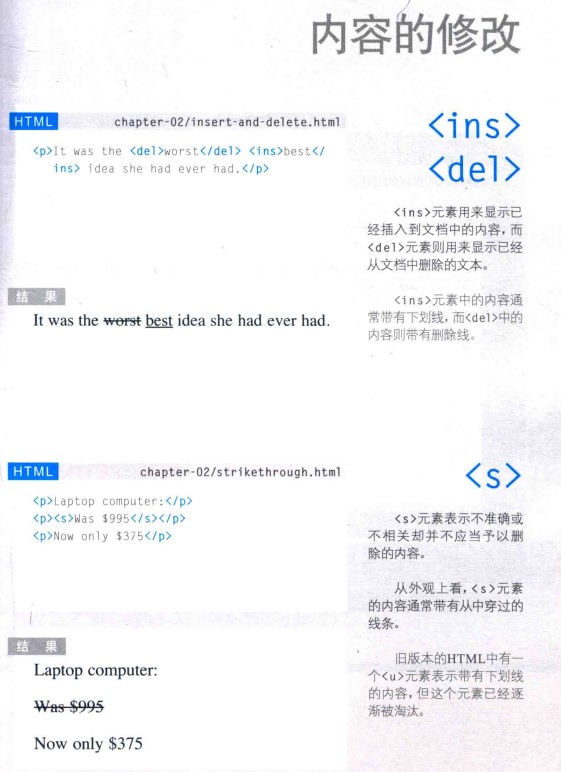 内容的修改
HTML chapter-02/insert-and-delete.html
<p>It was the <del>worst</del> <ins>best</
ins> idea she had ever had.</p>
结 果
It was the worst best idea she had ever had.
<ins>
<del>
<ins>元素用来显示已
经插入到文档中的内容,而
<del>元素则用来显示已经
从文档中删除的文本。
<ins>元素中的内容通
常带有下划线,而<del>中的
内容则带有删除线。
HTML chapter-02/strikethrough.html
<p>Laptop computer:</p>
<p><s>Was $995</s></p>
<p>Now only $375</p>
结 果
Laptop computer:
Was $995
Now only $375
<s>
<s>元素表示不准确或
不相关却并不应当予以删
除的内容。
从外观上看,<s>元素
的内容通常带有从中穿过的
线条。
旧版本的HTML中有一
个<u>元素表示带有下划线
的内容,但这个元素已经逐
渐被淘汰。